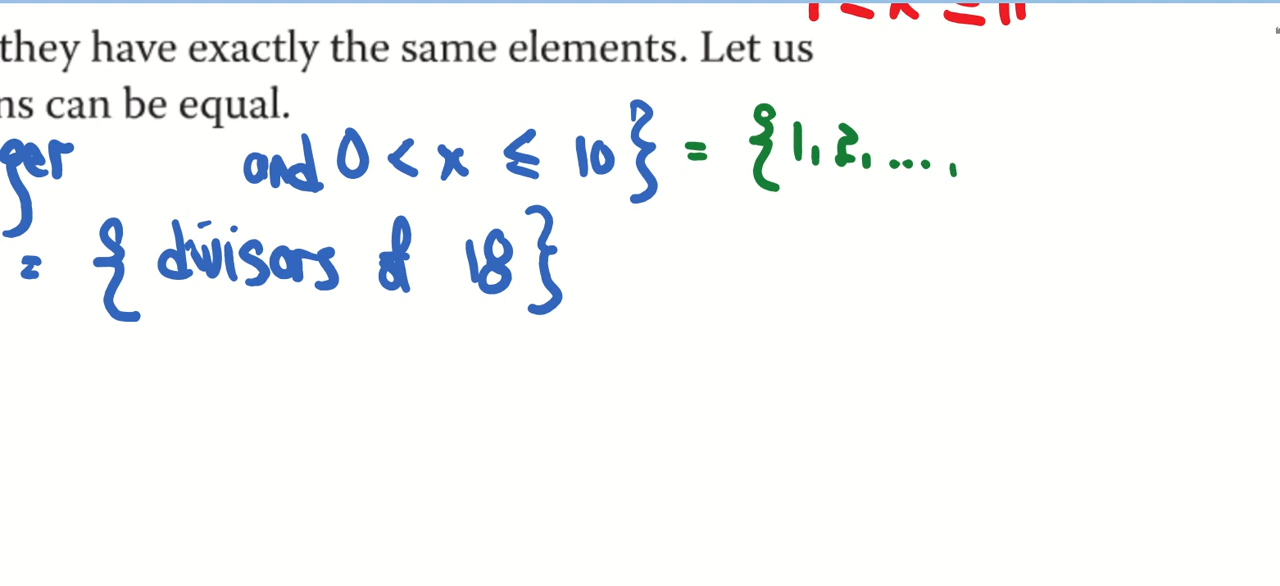 they have exactly the same elements. Let us
ns can be equal.
ger and 0 < x ≤ 10} = {1, 2, ....,
= { divisors of 18}